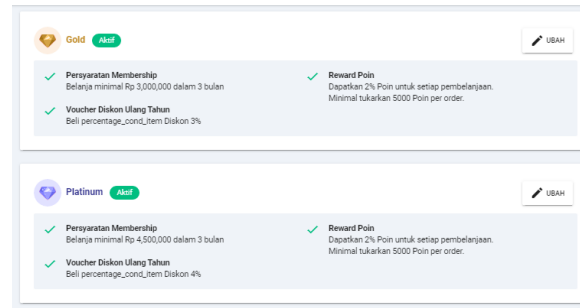 Gold Aktif
UBAH
Persyaratan Membership
Belanja minimal Rp 3,000,000 dalam 3 bulan
Voucher Diskon Ulang Tahun
Beli percentage_cond_item Diskon 3%
Reward Poin
Dapatkan 2% Poin untuk setiap pembelanjaan.
Minimal tukarkan 5000 Poin per order.
Platinum Aktif
UBAH
Persyaratan Membership
Belanja minimal Rp 4,500,000 dalam 3 bulan
Voucher Diskon Ulang Tahun
Beli percentage_cond_item Diskon 4%
Reward Poin
Dapatkan 2% Poin untuk setiap pembelanjaan.
Minimal tukarkan 5000 Poin per order.